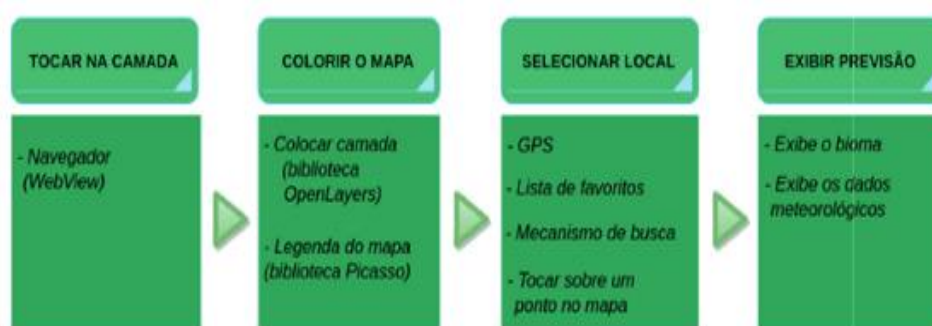 TOCAR NA CAMADA
- Navegador
(WebView)
COLORIR O MAPA
- Colocar camada
(biblioteca
OpenLayers)
- Legenda do mapa
(biblioteca Picasso)
SELECIONAR LOCAL
- GPS
- Lista de favoritos
- Mecanismo de busca
- Tocar sobre um
ponto no mapa
EXIBIR PREVISÃO
- Exibe o bioma
- Exibe os dados
meteorológicos